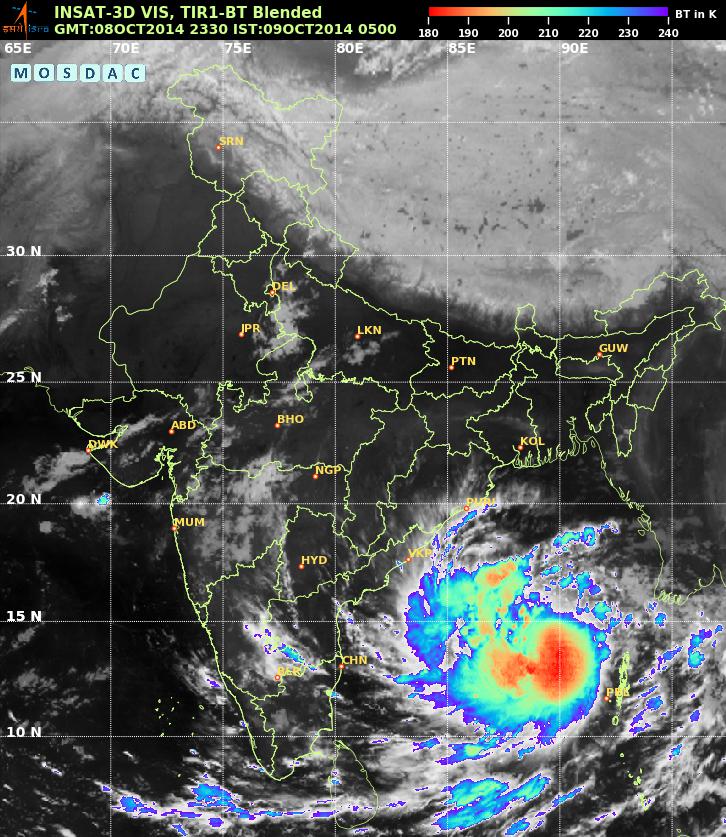 INSAT-3D VIS, TIR1-BT Blended
GMT:08OCT2014 2330 IST:09OCT2014 0500
BT in K
180 190 200 210 220 230 240
65E 70E 75E 80E 85E 90E
MOSDAC
SRN
30 N
DEL
JPR LKN
GUW
PTN
25 N
ABD BHO
DWK KOL
NGP
20 N
PURI
MUM
HYD VKP
15 N
CHN
BLR
PBL
10 N